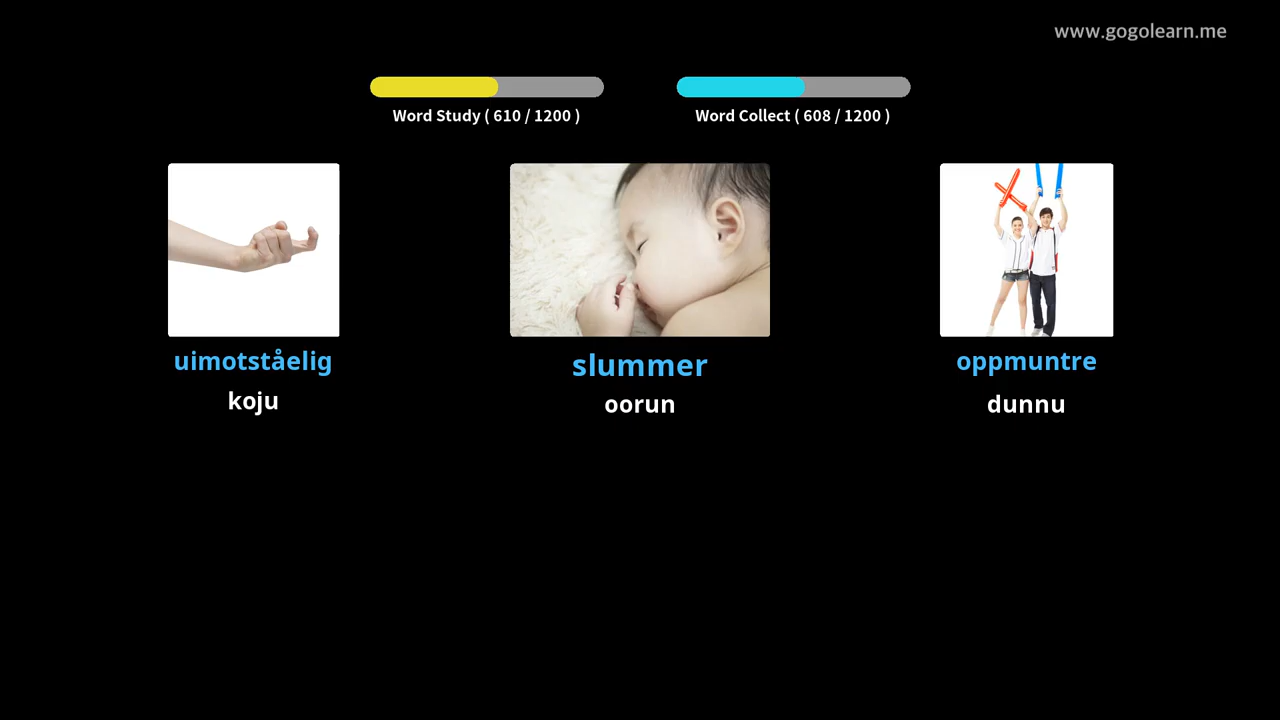 www.gogolearn.me
Word Study ( 610 / 1200 )
Word Collect ( 608 / 1200 )
uimotståelig
koju
slummer
oorun
oppmuntre
dunnu